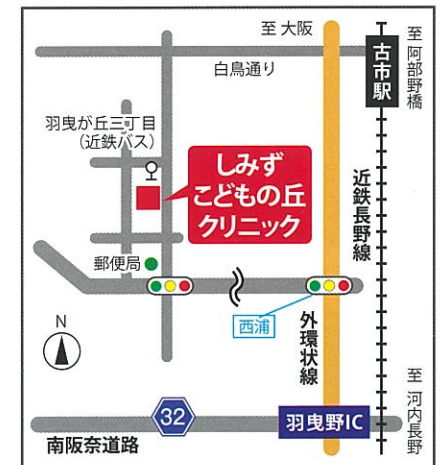 至 大阪
至 阿部野橋
白鳥通り
古市駅
羽曳が丘三丁目
（近鉄バス）
しみず
こどもの丘
クリニック
近鉄長野線
郵便局
西浦
外環状線
N
32
羽曳野IC
至 河内長野
南阪奈道路